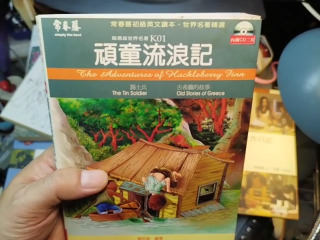 常春藤
常春藤初級英文讀本-世界名著精選
K01
頑童流浪記
The Adventures of Huckleberry Finn
錫士兵
古希臘的故事
The Tin Soldier
Old Stories of Greece